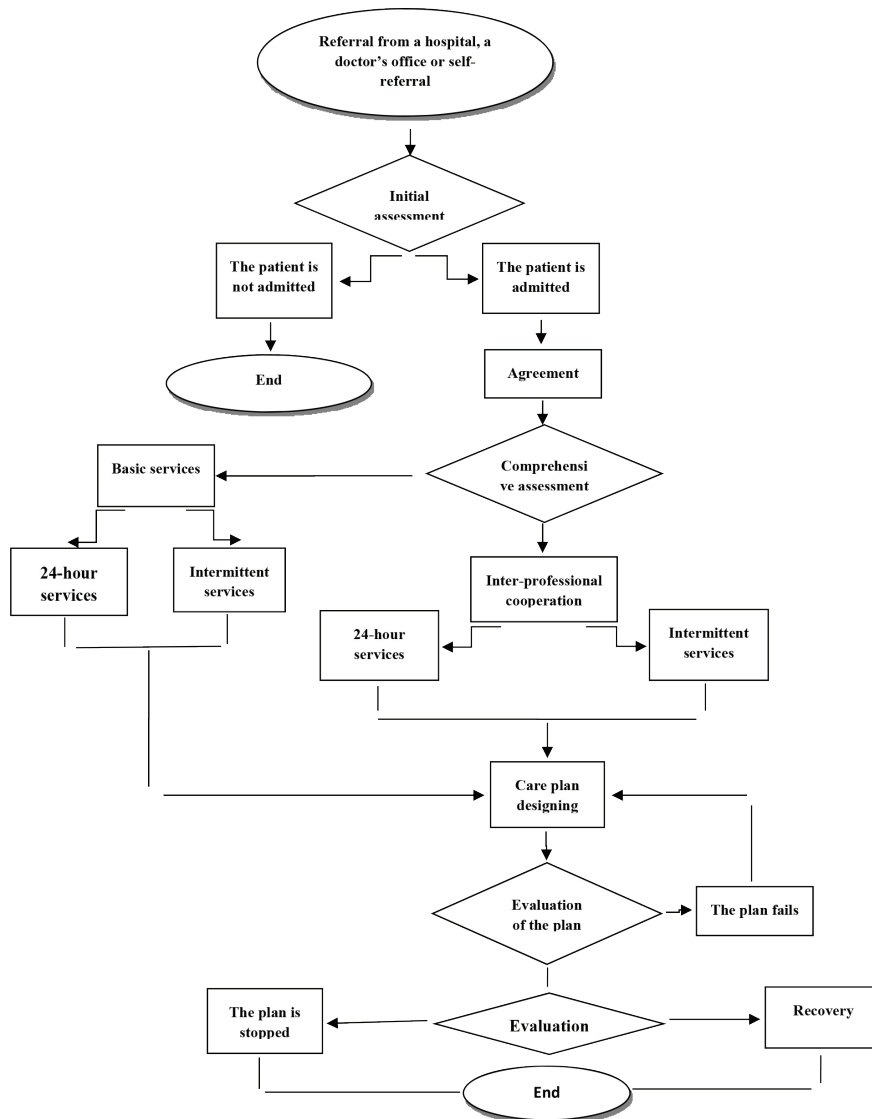 Referral from a hospital, a
doctor's office or self-
referral
Initial
assessment
The patient is
not admitted
The patient is
admitted
End
Agreement
Basic services
Comprehensi
ve assessment
24-hour
services
Intermittent
services
Inter-professional
cooperation
24-hour
services
Intermittent
services
Care plan
designing
Evaluation
of the plan
The plan fails
The plan is
stopped
Evaluation
Recovery
End